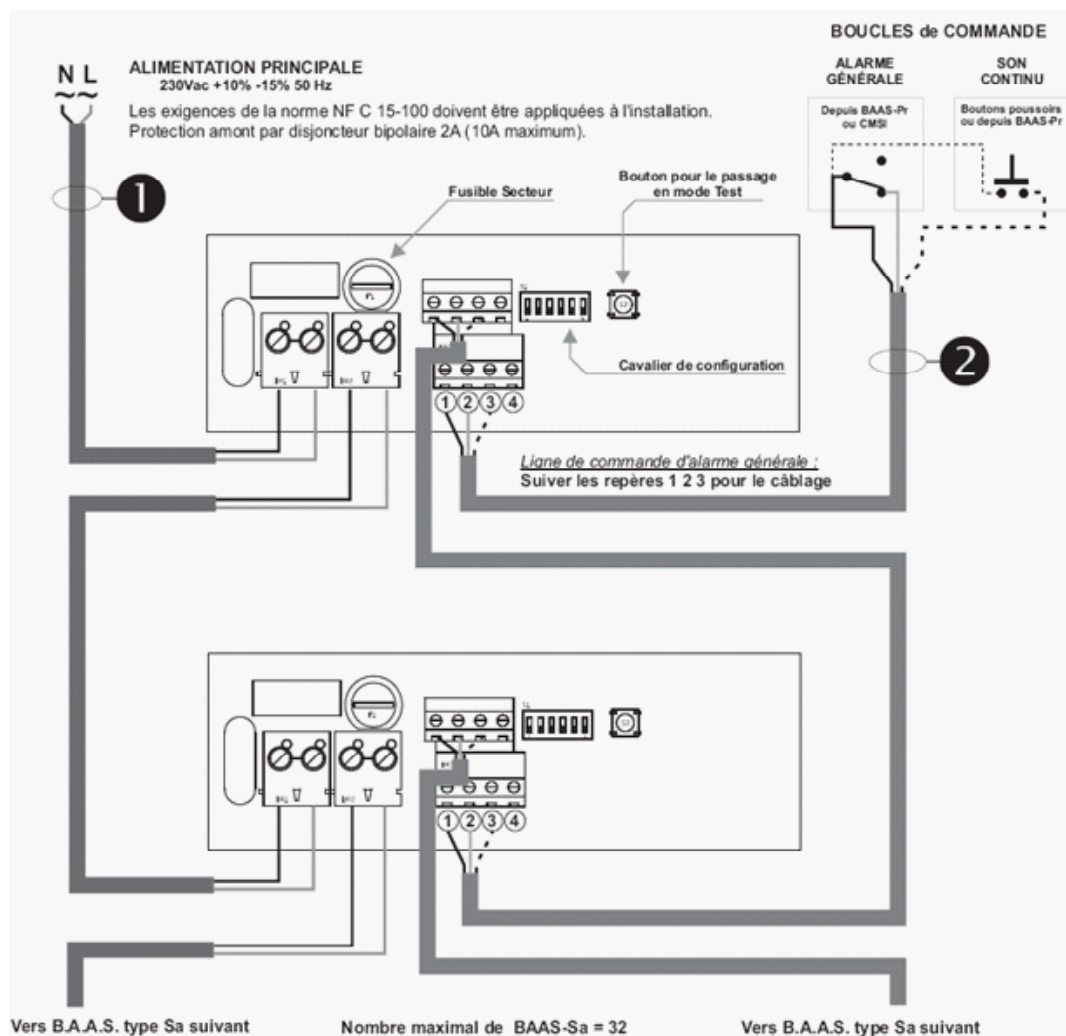 BOUCLES de COMMANDE
N L
ALIMENTATION PRINCIPALE
230Vac +10% -15% 50 Hz
Les exigences de la norme NF C 15-100 doivent être appliquées à l'installation.
Protection amont par disjoncteur bipolaire 2A (10A maximum).
ALARME
GÉNÉRALE
SON
CONTINU
Depuis BAAS-Pr
ou CMSI
Boutons poussoirs
ou depuis BAAS-Pr
1
Fusible Secteur
Bouton pour le passage
en mode Test
Cavalier de configuration
2
1 2 3 4
Ligne de commande d'alarme générale :
Suiver les repères 1 2 3 pour le câblage
1 2 3 4
Vers B.A.A.S. type Sa suivant
Nombre maximal de BAAS-Sa = 32
Vers B.A.A.S. type Sa suivant